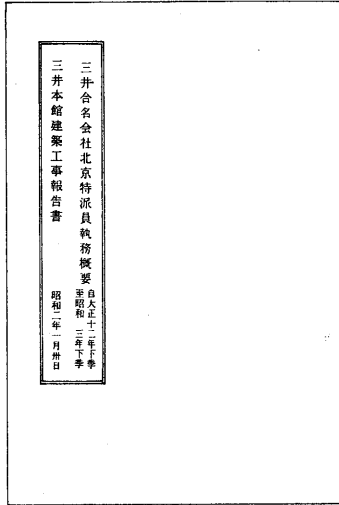 三井合名会社北京特派員執務概要
自大正十二年下季
至昭和 三年下季
三井本館建築工事報告書
昭和二年一月卅日